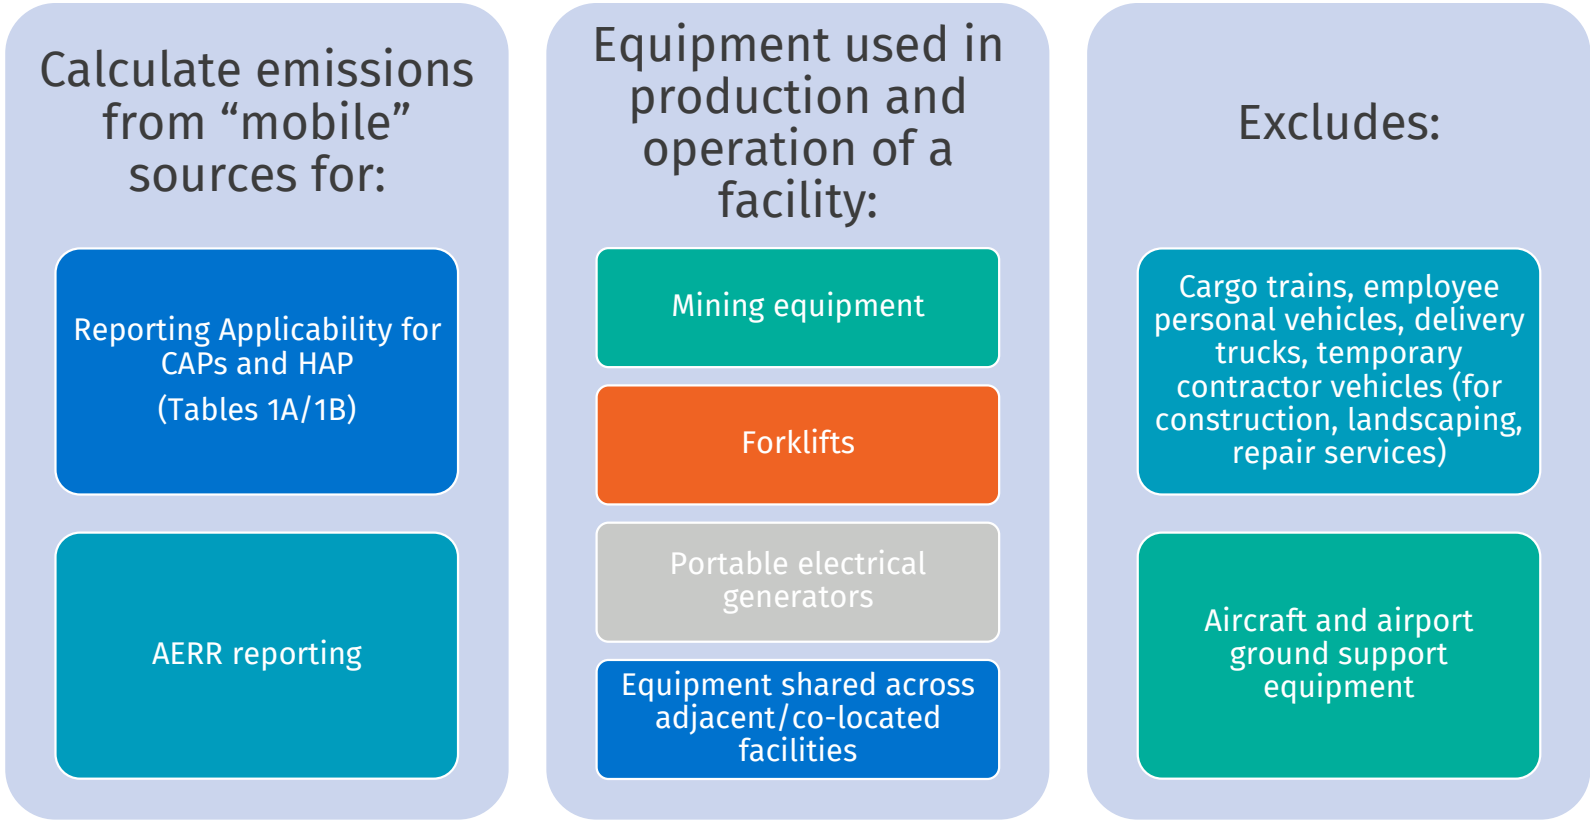 Calculate emissions
from “mobile”
sources for:
Reporting Applicability for
CAPs and HAP
(Tables 1A/1B)
AERR reporting
Equipment used in
production and
operation of a
facility:
Mining equipment
Forklifts
Portable electrical
generators
Equipment shared across
adjacent/co-located
facilities
Excludes:
Cargo trains, employee
personal vehicles, delivery
trucks, temporary
contractor vehicles (for
construction, landscaping,
repair services)
Aircraft and airport
ground support
equipment